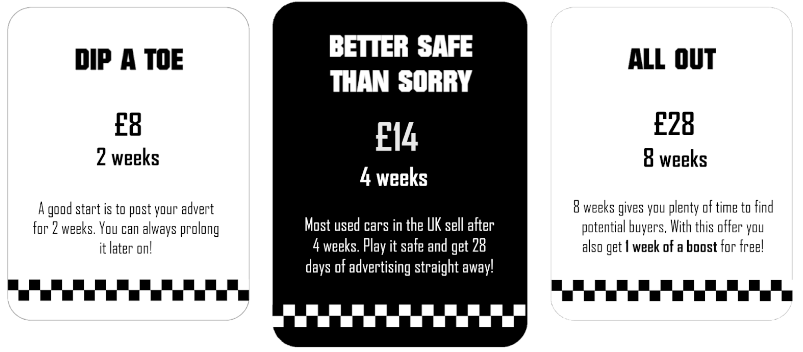 DIP A TOE
£8
2 weeks
A good start is to post your advert
for 2 weeks. You can always prolong
it later on!
BETTER SAFE
THAN SORRY
£14
4 weeks
Most used cars in the UK sell after
4 weeks. Play it safe and get 28
days of advertising straight away!
ALL OUT
£28
8 weeks
8 weeks gives you plenty of time to find
potential buyers. With this offer you
also get 1 week of a boost for free!